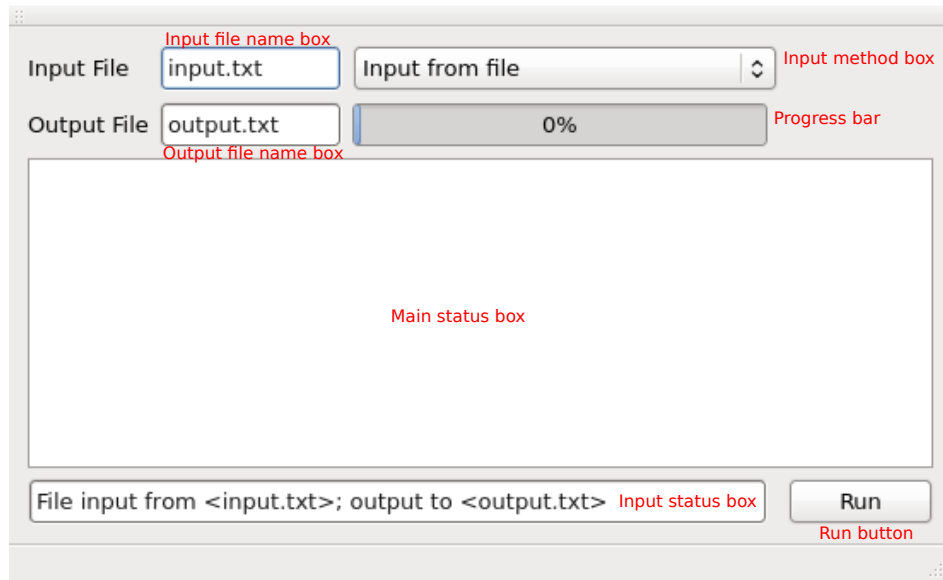 Input file name box
Input File input.txt Input from file Input method box
Output File output.txt 0% Progress bar
Output file name box
Main status box
File input from <input.txt>; output to <output.txt> Input status box Run
Run button